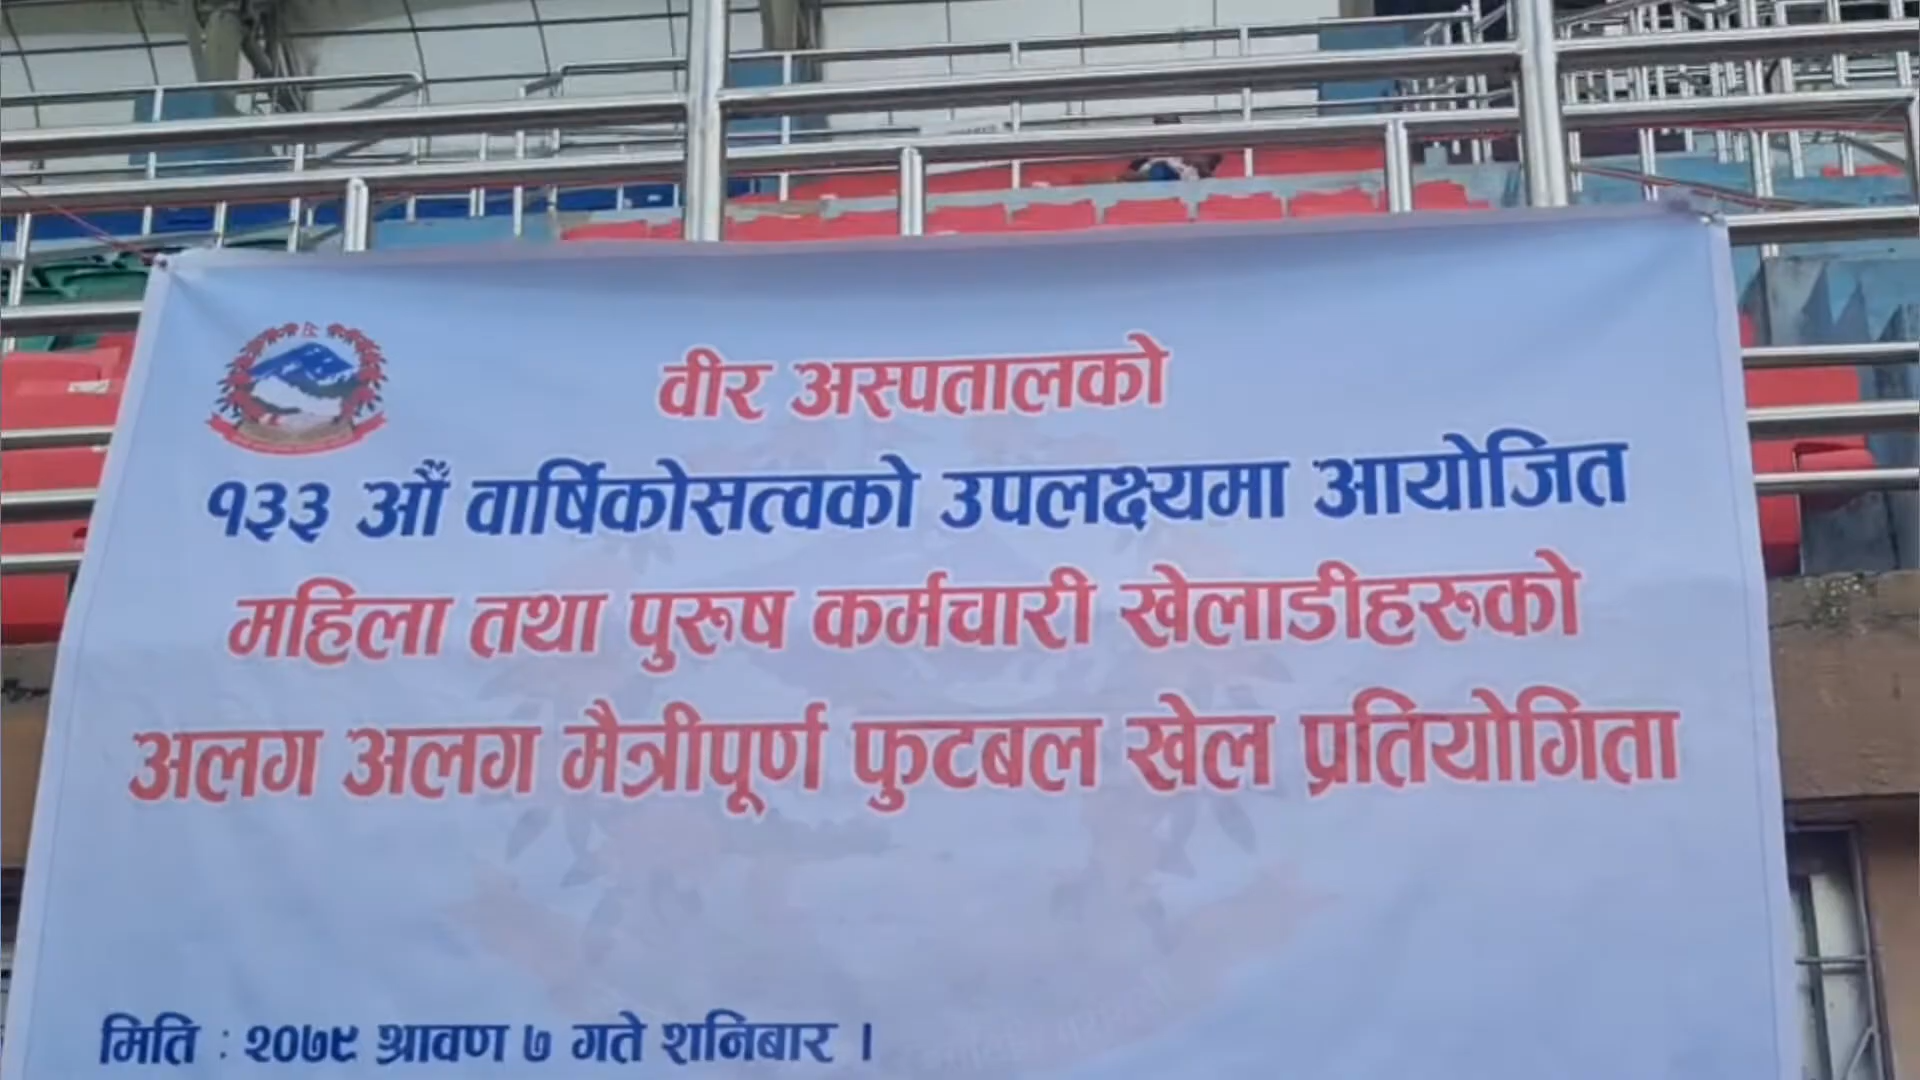 वीर अस्पतालको
१३३ औं वार्षिकोसत्वको उपलक्ष्यमा आयोजित
महिला तथा पुरुष कर्मचारी खेलाडीहरुको
अलग अलग मैत्रीपूर्ण फुटबल खेल प्रतियोगिता
मिति : २०७९ श्रावण ७ गते शनिबार ।